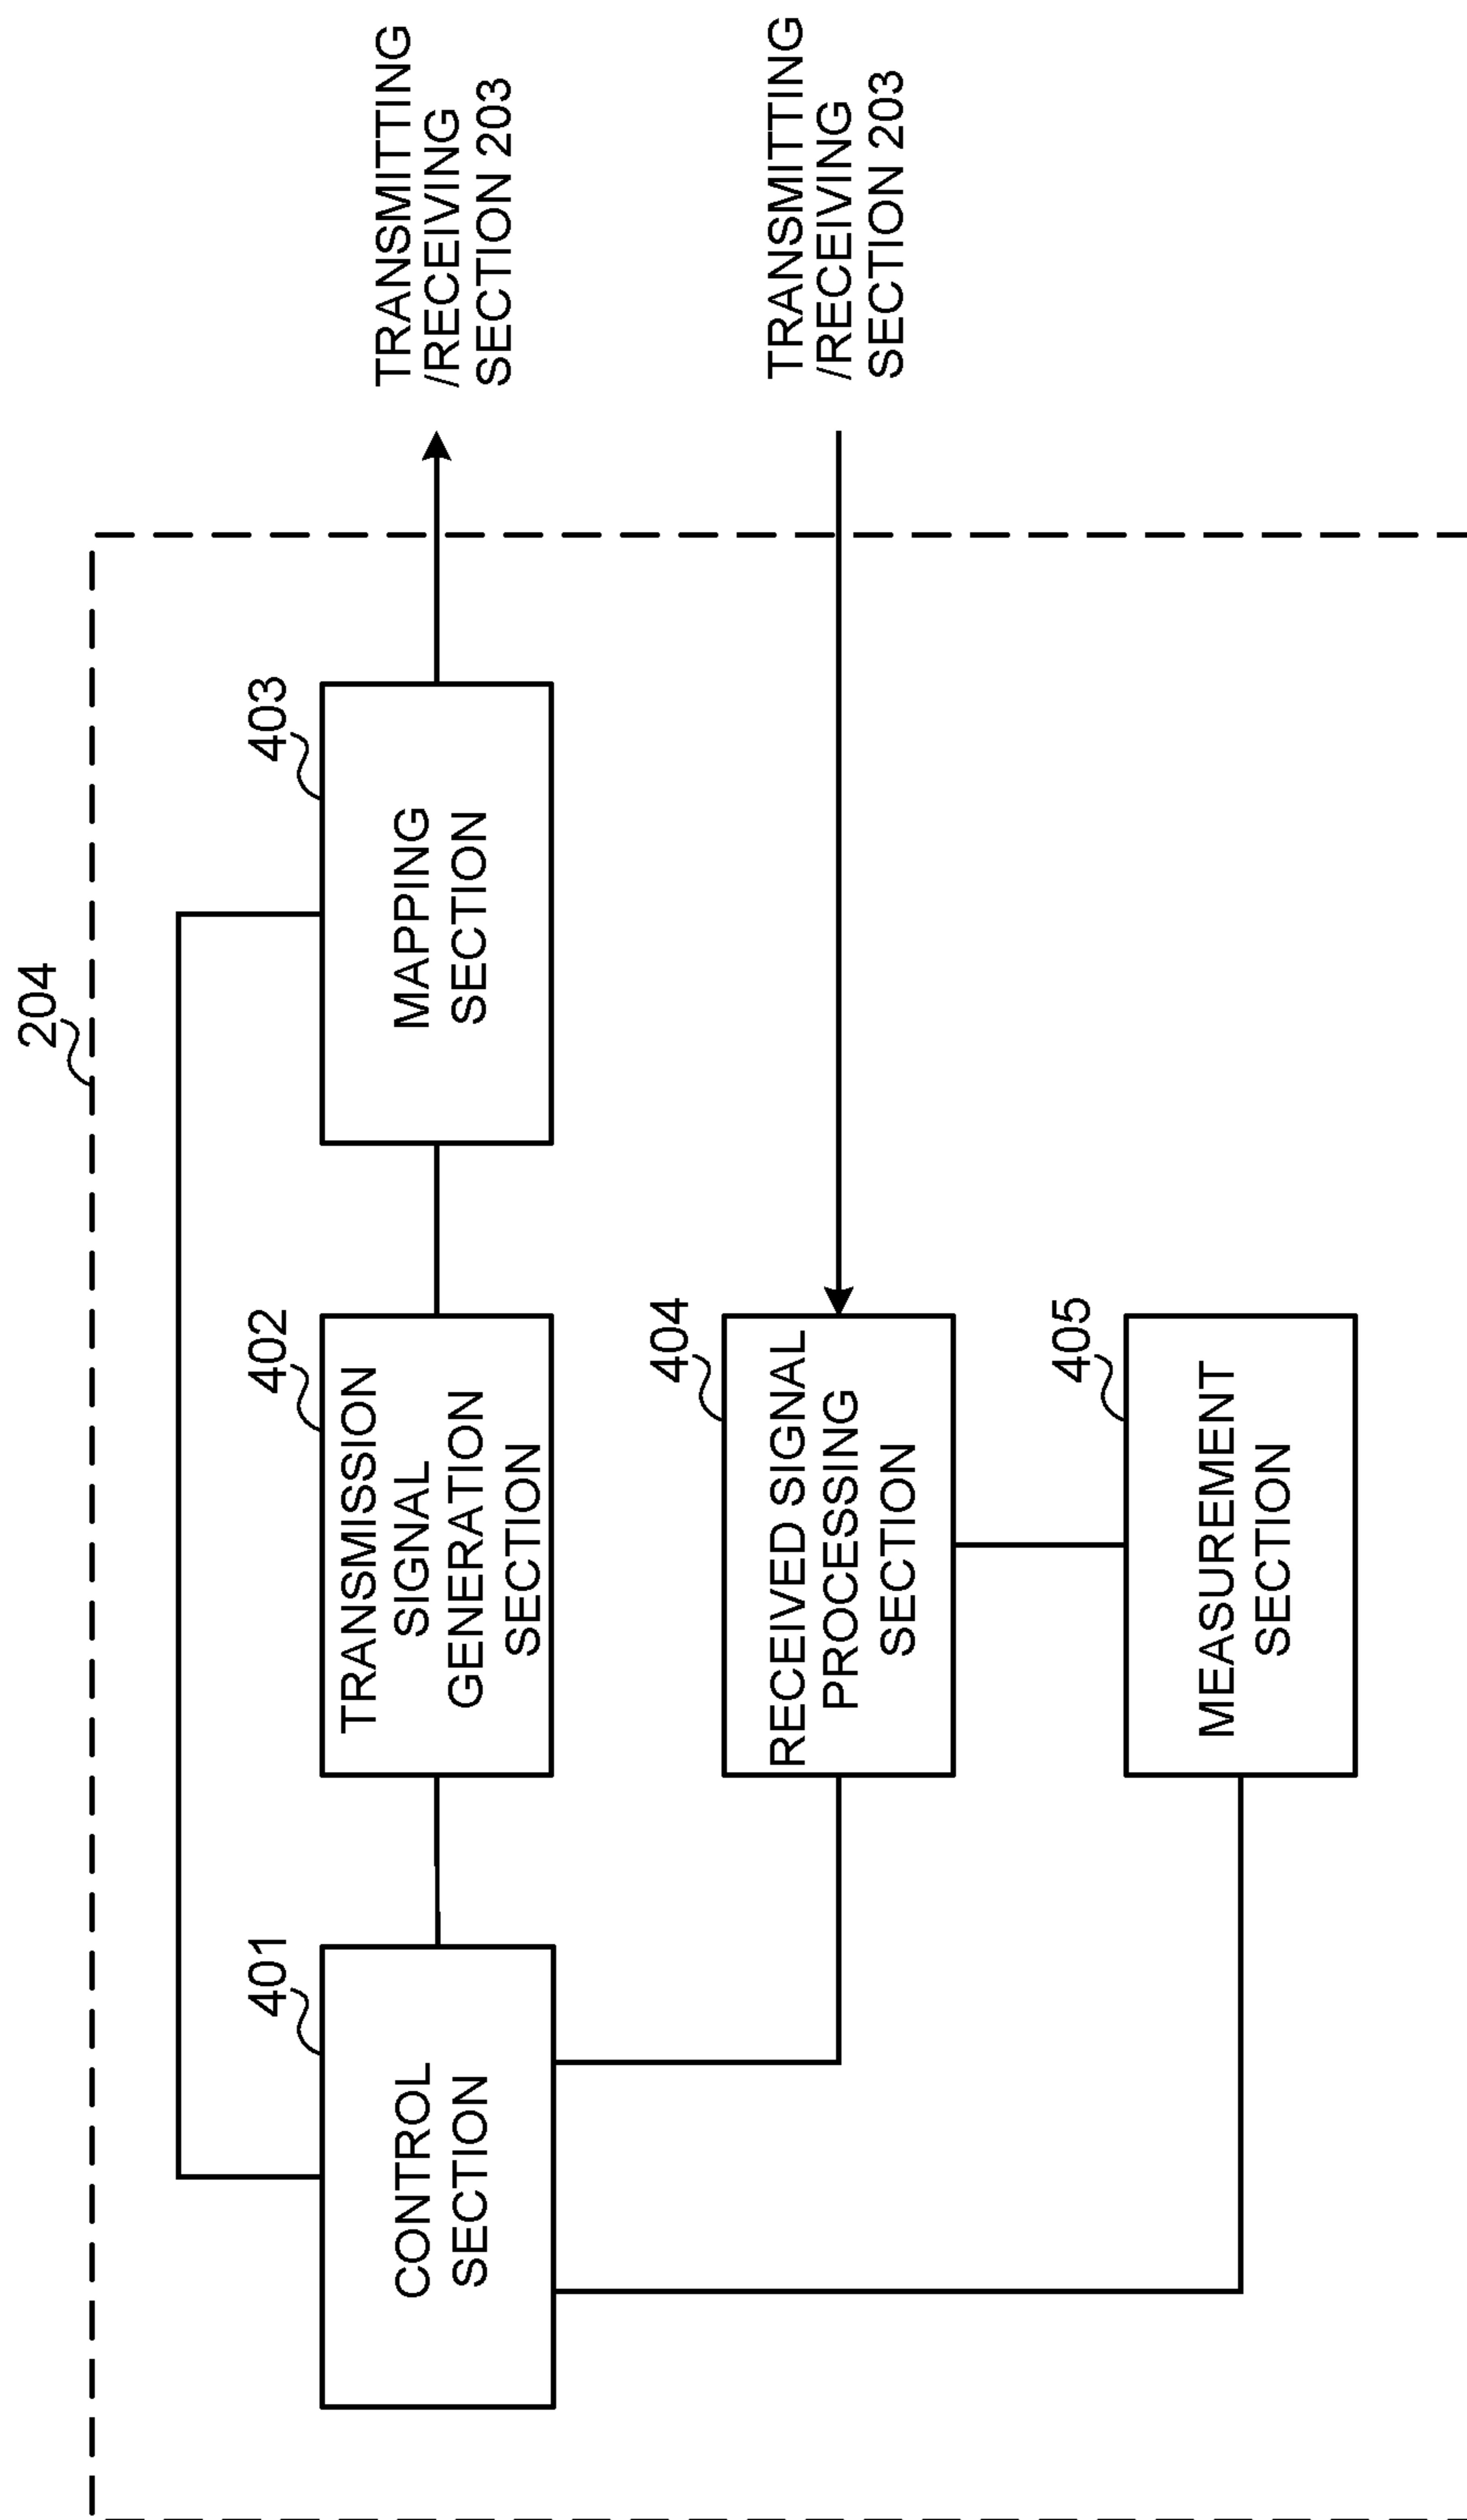 204
401
CONTROL
SECTION
402
TRANSMISSION
SIGNAL
GENERATION
SECTION
403
MAPPING
SECTION
TRANSMITTING
/RECEIVING
SECTION 203
404
RECEIVED SIGNAL
PROCESSING
SECTION
TRANSMITTING
/RECEIVING
SECTION 203
405
MEASUREMENT
SECTION